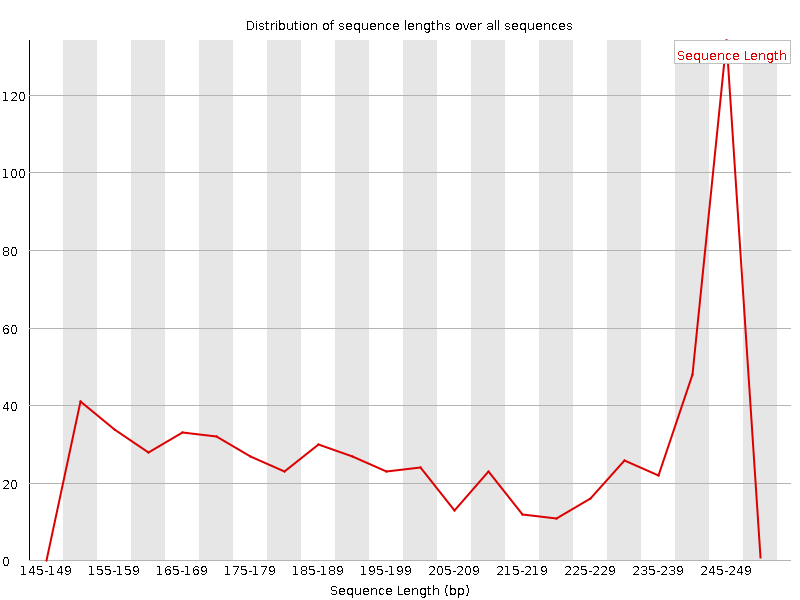 Distribution of sequence lengths over all sequences
Sequence Length
120
100
80
60
40
20
0
145-149 155-159 165-169 175-179 185-189 195-199 205-209 215-219 225-229 235-239 245-249
Sequence Length (bp)